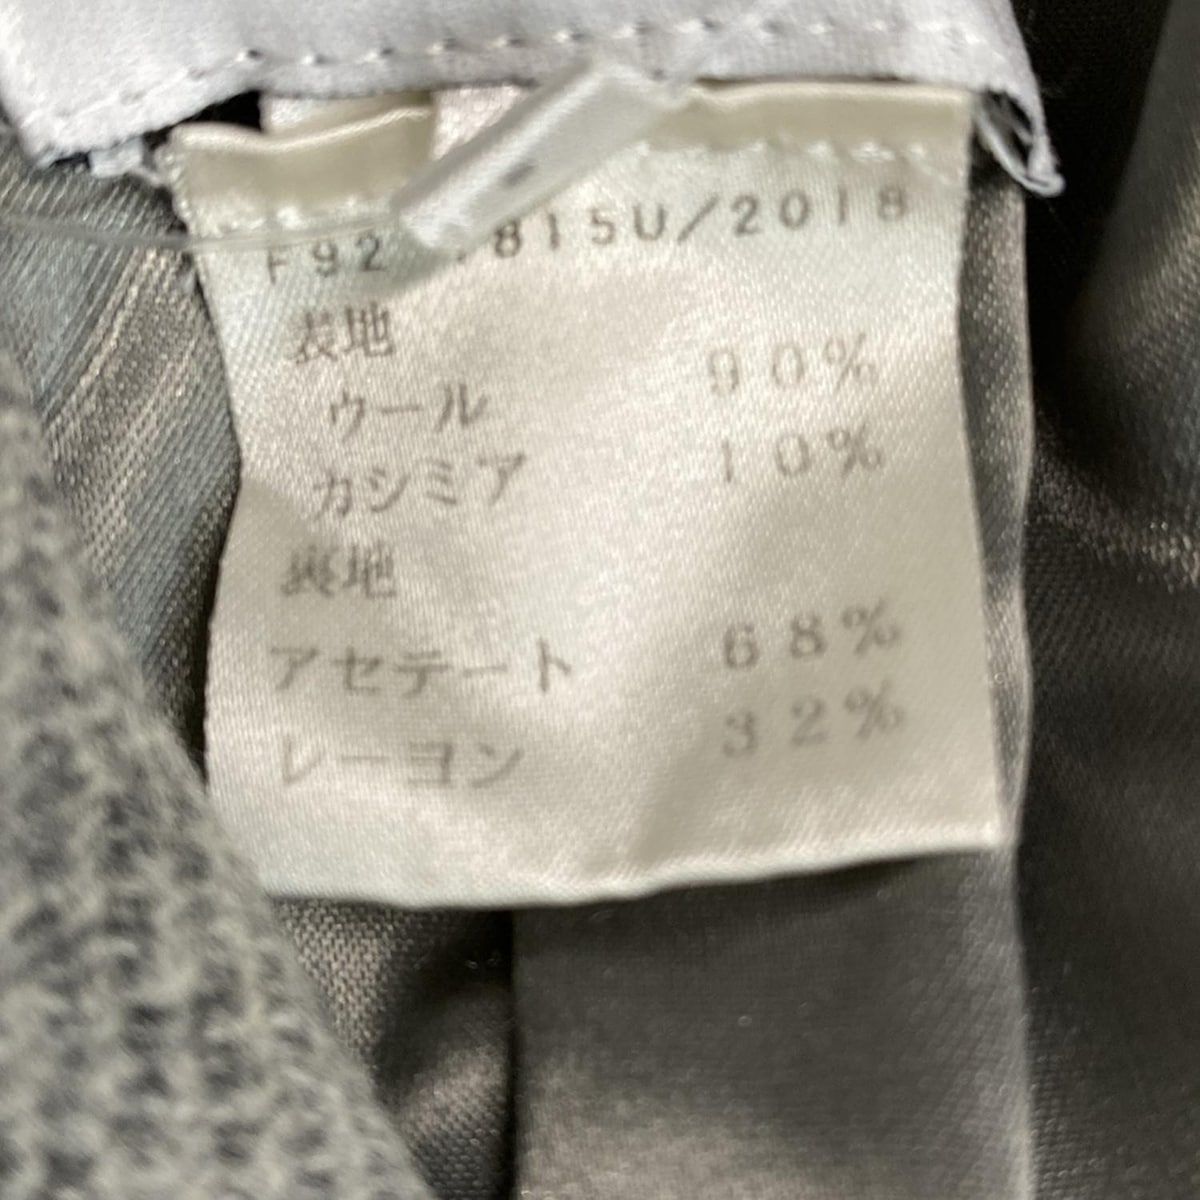 F92 815U/2018
表地
ウール 90%
カシミア 10%
裏地
アセテート 68%
レーヨン 32%